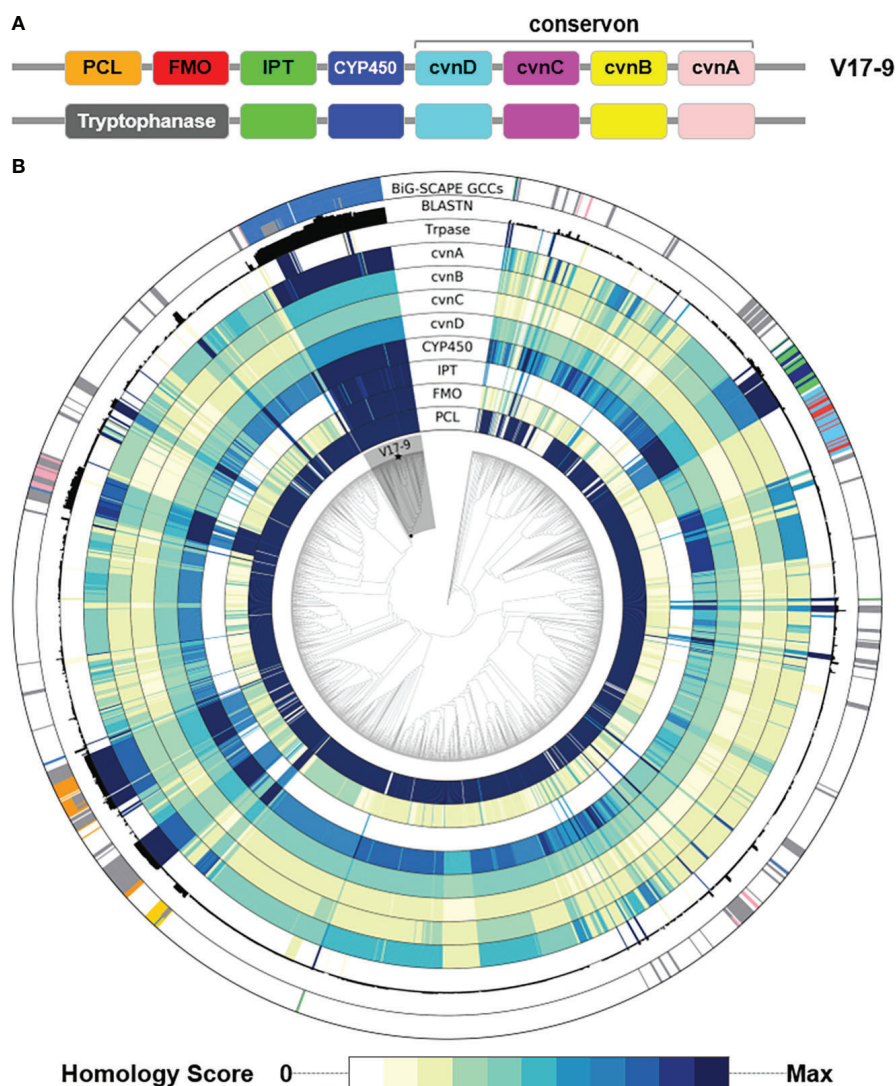 A
conservon
PCL FMO IPT CYP450 cvnD cvnC cvnB cvnA V17-9
Tryptophanase
B
BiG-SCAPE GCCs
BLASTN
Trpase
cvnA
cvnB
cvnC
cvnD
CYP450
IPT
FMO
PCL
V17-9
Homology Score 0 Max